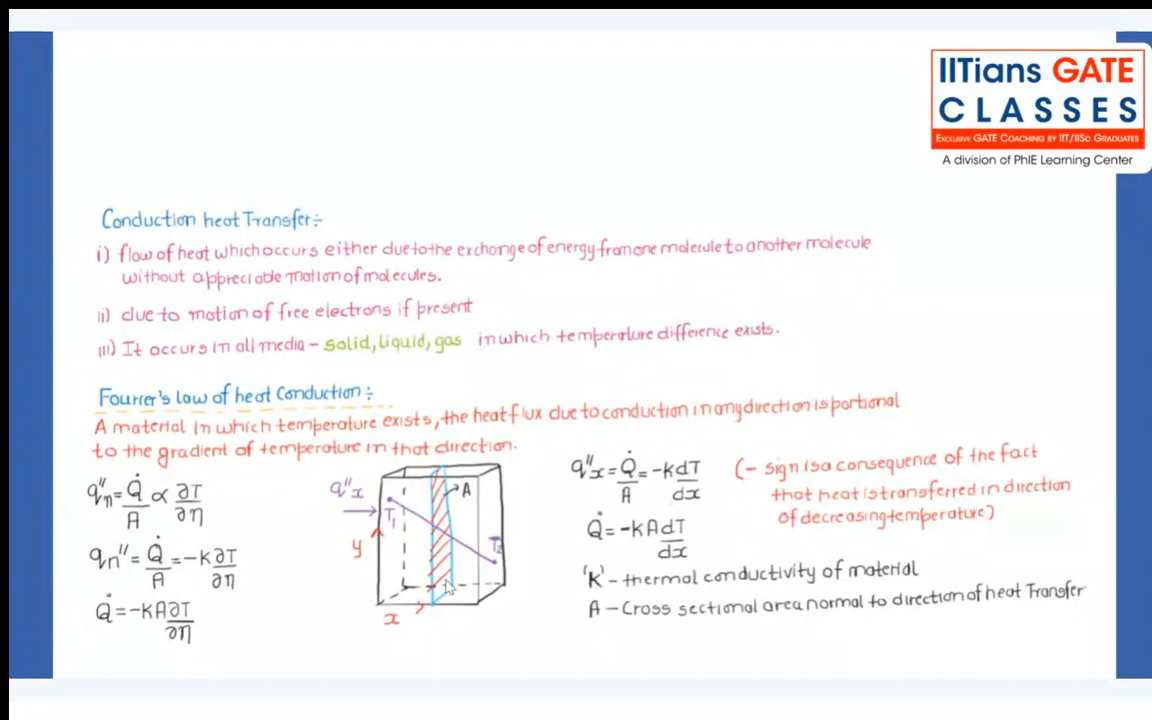 IITians GATE
CLASSES
EXCLUSIVE GATE COACHING BY IIT/IISc GRADUATES
A division of PhIE Learning Center
Conduction heat Transfer :-
i) flow of heat which occurs either due to the exchange of energy from one molecule to another molecule
without appreciable motion of molecules.
ii) due to motion of free electrons if present
iii) It occurs in all media - solid, liquid, gas in which temperature difference exists.
Fourier's law of heat Conduction :-
A material in which temperature exists, the heat flux due to conduction in any direction is portional
to the gradient of temperature in that direction.
q''n = Q̇/A ∝ ∂T/∂η
qn'' = Q̇/A = -k ∂T/∂η
Q̇ = -kA ∂T/∂η
q''x
A
T1
T2
y
x
q''x = Q̇/A = -k dT/dx
Q̇ = -kA dT/dx
(- sign is a consequence of the fact
that heat is transferred in direction
of decreasing temperature)
'k' - thermal conductivity of material
A - Cross sectional area normal to direction of heat Transfer